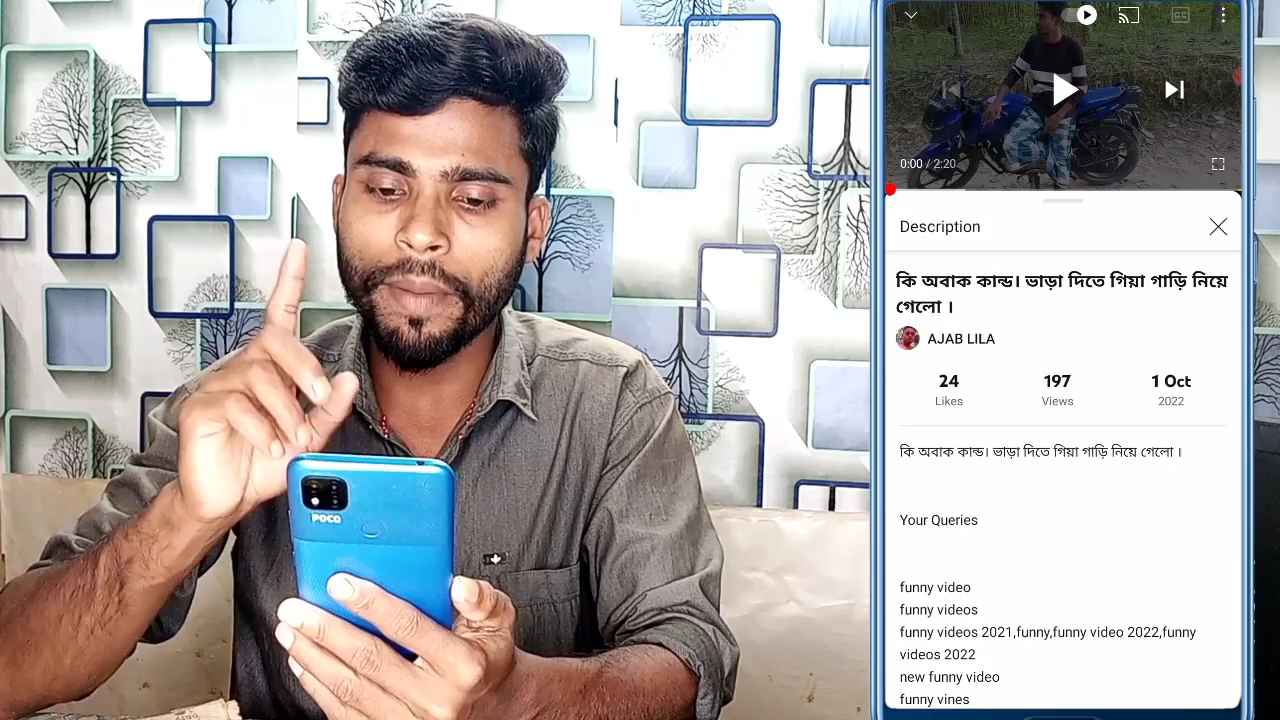 POCO
0:00 / 2:20
Description
কি অবাক কান্ড। ভাড়া দিতে গিয়া গাড়ি নিয়ে
গেলো ।
AJAB LILA
24
197
1 Oct
Likes
Views
2022
কি অবাক কান্ড। ভাড়া দিতে গিয়া গাড়ি নিয়ে গেলো ।
Your Queries
funny video
funny videos
funny videos 2021,funny,funny video 2022,funny
videos 2022
new funny video
funny vines